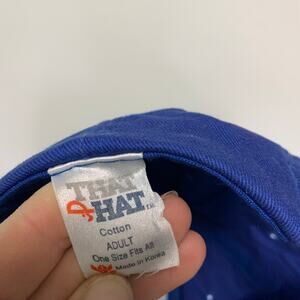 THAT
HAT
Cotton
ADULT
One Size Fits All
Made in Korea